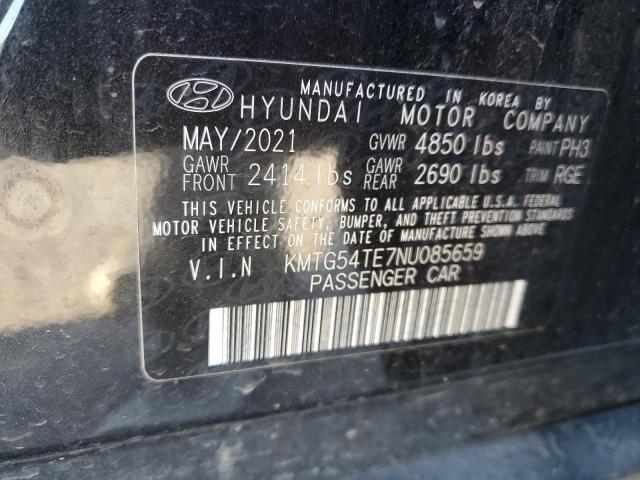 MANUFACTURED IN KOREA BY
HYUNDAI MOTOR COMPANY
MAY/2021 GVWR 4850 lbs PAINT PH3
GAWR FRONT 2414 lbs GAWR REAR 2690 lbs TRIM RGE
THIS VEHICLE CONFORMS TO ALL APPLICABLE U.S.A. FEDERAL
MOTOR VEHICLE SAFETY, BUMPER, AND THEFT PREVENTION STANDARDS
IN EFFECT ON THE DATE OF MANUFACTURE SHOWN ABOVE.
V.I.N KMTG54TE7NU085659
PASSENGER CAR